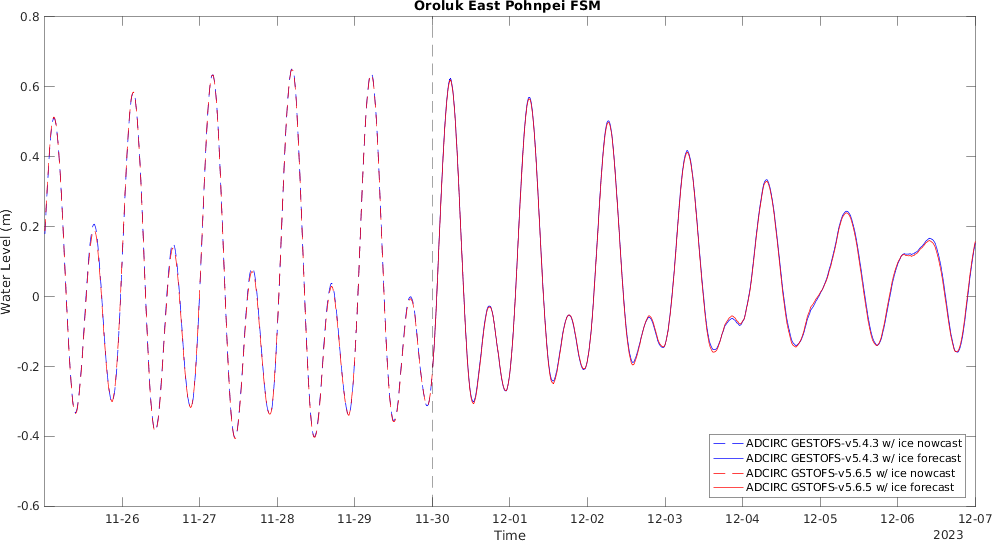 Oroluk East Pohnpei FSM
0.8
0.6
0.4
0.2
0
-0.2
-0.4
-0.6
Water Level (m)
ADCIRC GESTOFS-v5.4.3 w/ ice nowcast
ADCIRC GESTOFS-v5.4.3 w/ ice forecast
ADCIRC GSTOFS-v5.6.5 w/ ice nowcast
ADCIRC GSTOFS-v5.6.5 w/ ice forecast
11-26 11-27 11-28 11-29 11-30 12-01 12-02 12-03 12-04 12-05 12-06 12-07
Time
2023